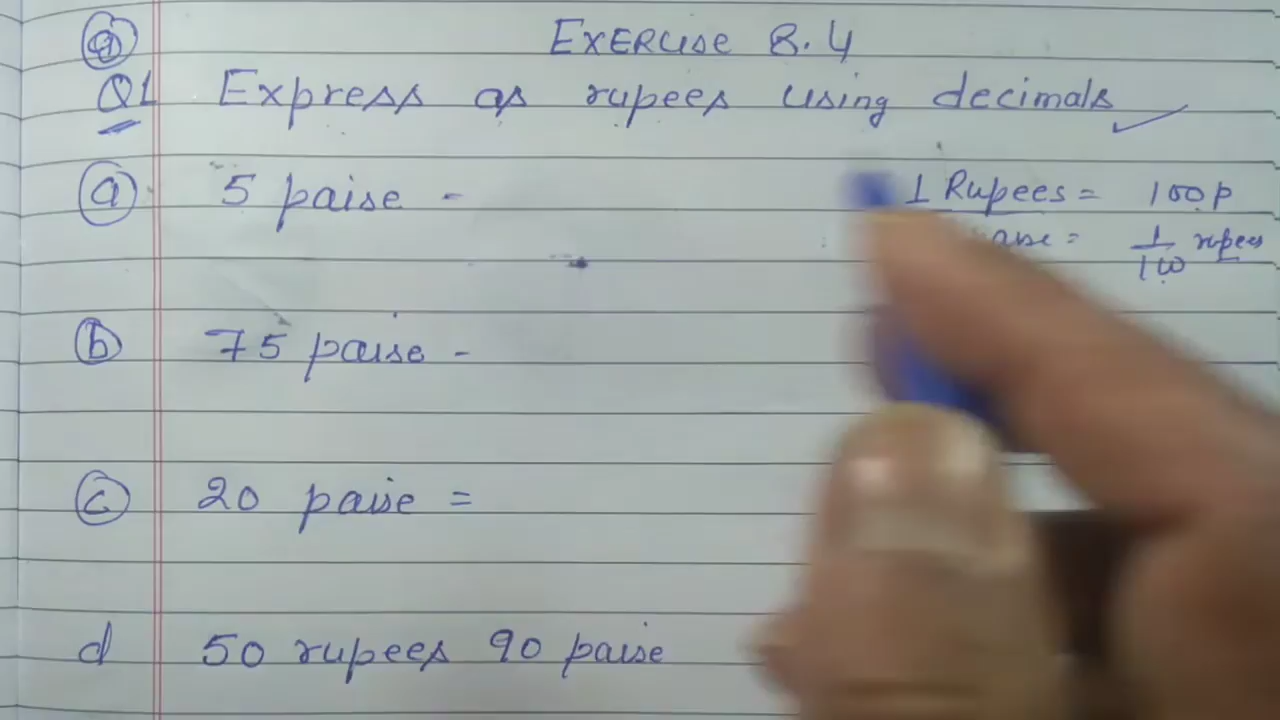 Exercise 8.4
Q1 Express as rupees using decimals
a 5 paise -
1 Rupees = 100p
= 1/100 rupees
b 75 paise -
c 20 paise =
d 50 rupees 90 paise